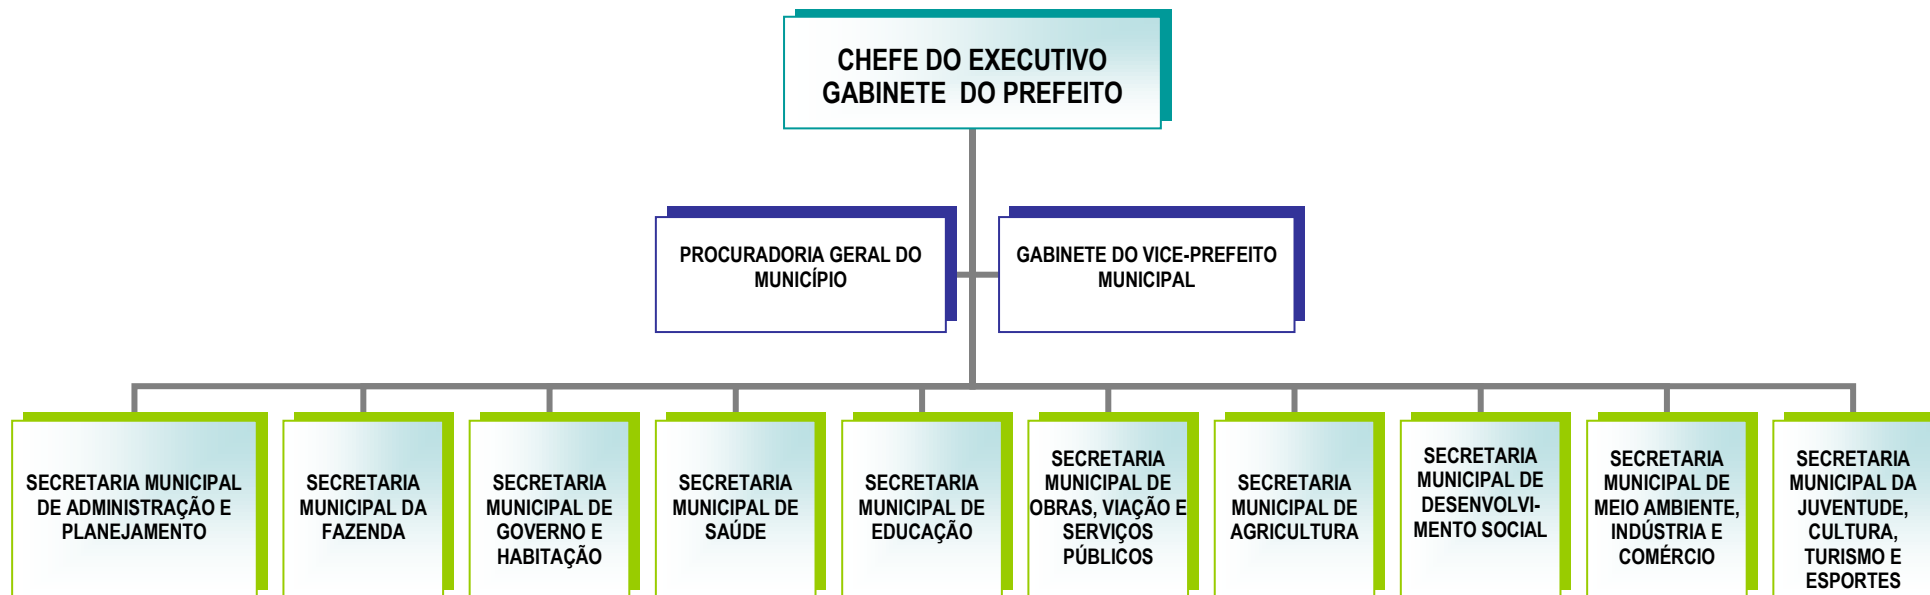 CHEFE DO EXECUTIVO
GABINETE DO PREFEITO
PROCURADORIA GERAL DO
MUNICÍPIO
GABINETE DO VICE-PREFEITO
MUNICIPAL
SECRETARIA MUNICIPAL
DE ADMINISTRAÇÃO E
PLANEJAMENTO
SECRETARIA
MUNICIPAL DA
FAZENDA
SECRETARIA
MUNICIPAL DE
GOVERNO E
HABITAÇÃO
SECRETARIA
MUNICIPAL DE
SAÚDE
SECRETARIA
MUNICIPAL DE
EDUCAÇÃO
SECRETARIA
MUNICIPAL DE
OBRAS, VIAÇÃO E
SERVIÇOS
PÚBLICOS
SECRETARIA
MUNICIPAL DE
AGRICULTURA
SECRETARIA
MUNICIPAL DE
DESENVOLVI-
MENTO SOCIAL
SECRETARIA
MUNICIPAL DE
MEIO AMBIENTE,
INDÚSTRIA E
COMÉRCIO
SECRETARIA
MUNICIPAL DA
JUVENTUDE,
CULTURA,
TURISMO E
ESPORTES